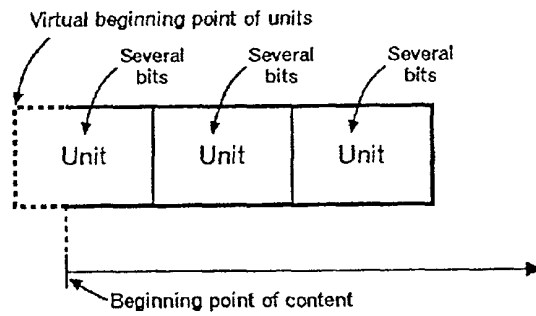 Virtual beginning point of units
Several
bits
Several
bits
Several
bits
Unit
Unit
Unit
Beginning point of content